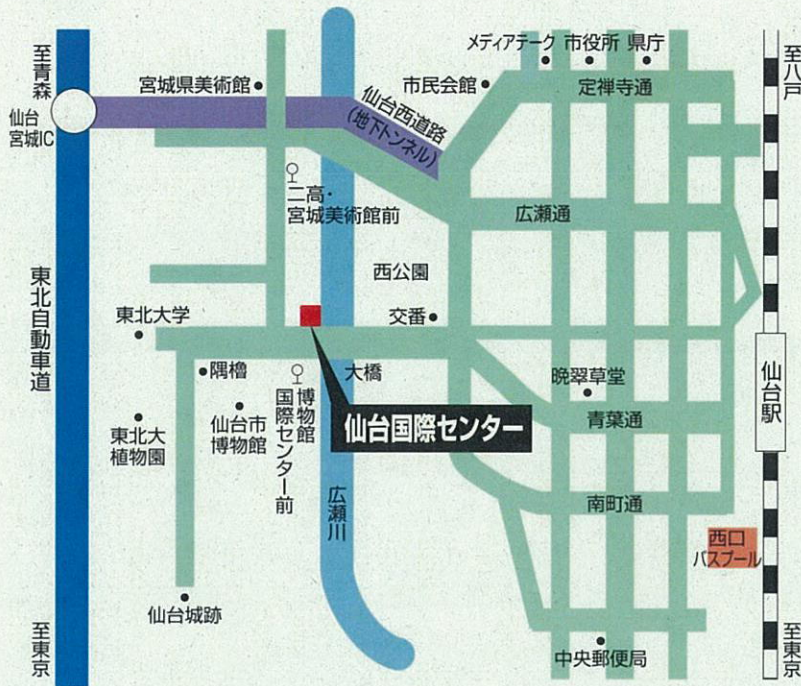 至青森
仙台
宮城IC
宮城県美術館
仙台西道路
(地下トンネル)
メディアテーク
市役所
県庁
市民会館
定禅寺通
至八戸
二高・
宮城美術館前
広瀬通
西公園
東北自動車道
東北大学
交番
大橋
隅櫓
仙台市
博物館
博物館
国際センター前
仙台国際センター
晩翠草堂
青葉通
仙台駅
東北大
植物園
広瀬川
南町通
西口
バスプール
仙台城跡
中央郵便局
至東京
至東京